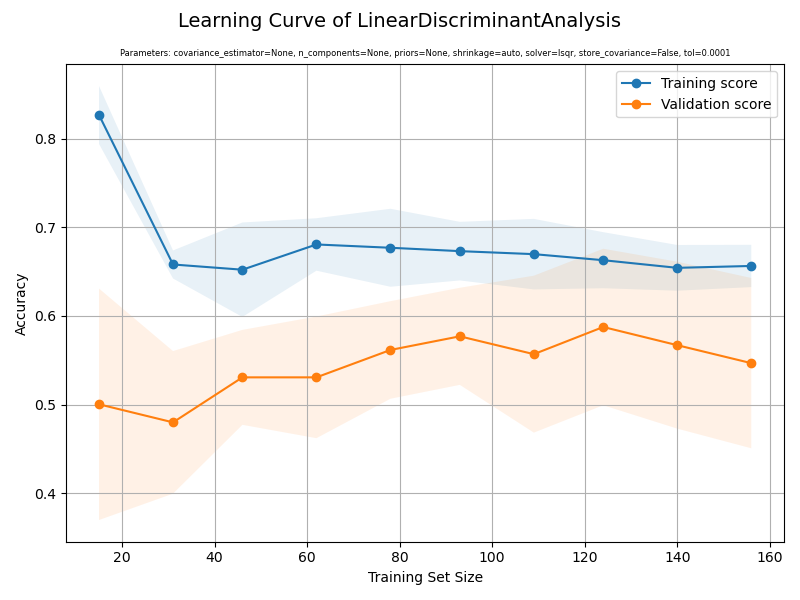 Learning Curve of LinearDiscriminantAnalysis
Parameters: covariance_estimator=None, n_components=None, priors=None, shrinkage=auto, solver=lsqr, store_covariance=False, tol=0.0001
Training score
Validation score
Accuracy
0.8
0.7
0.6
0.5
0.4
20 40 60 80 100 120 140 160
Training Set Size